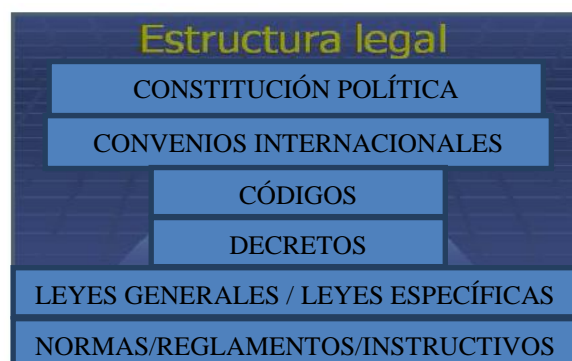 Estructura legal
CONSTITUCIÓN POLÍTICA
CONVENIOS INTERNACIONALES
CÓDIGOS
DECRETOS
LEYES GENERALES / LEYES ESPECÍFICAS
NORMAS/REGLAMENTOS/INSTRUCTIVOS